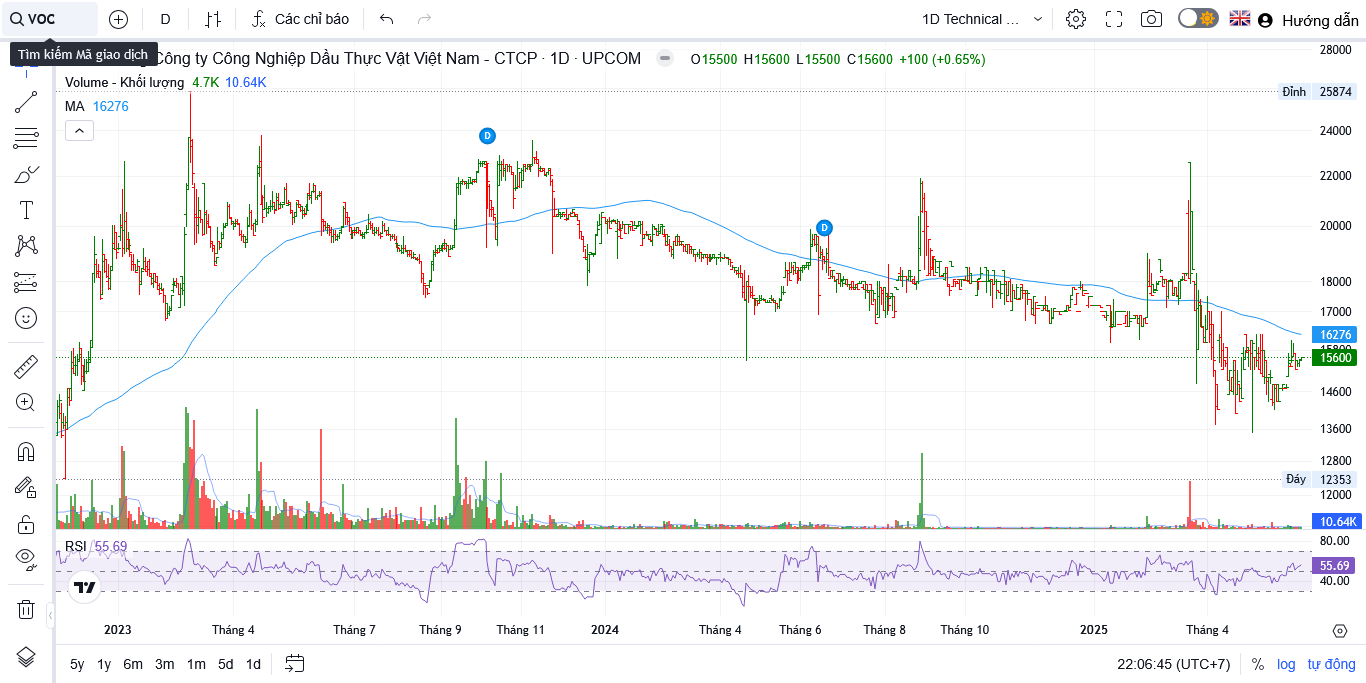 VOC
D
Các chỉ báo
1D Technical ...
Hướng dẫn
Tìm kiếm Mã giao dịch
g Công ty Công Nghiệp Dầu Thực Vật Việt Nam - CTCP · 1D · UPCOM
O15500 H15600 L15500 C15600 +100 (+0.65%)
Volume - Khối lượng 4.7K 10.64K
MA 16276
28000
Đỉnh 25874
24000
22000
20000
18000
17000
16276
15800
15600
14600
13600
12800
Đáy 12353
12000
10.64K
D
D
RSI 55.69
80.00
55.69
40.00
2023 Tháng 4 Tháng 7 Tháng 9 Tháng 11 2024 Tháng 4 Tháng 6 Tháng 8 Tháng 10 2025 Tháng 4
5y 1y 6m 3m 1m 5d 1d
22:06:45 (UTC+7) % log tự động